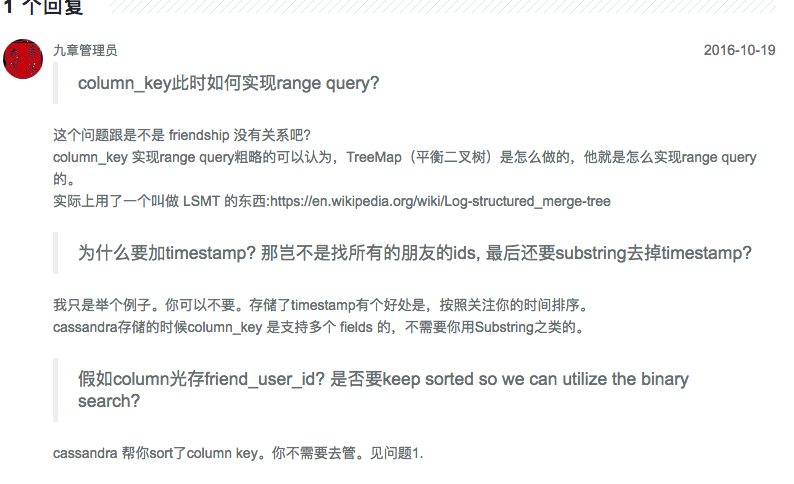 1 个回复
九章管理员
2016-10-19
column_key此时如何实现range query?
这个问题跟是不是 friendship 没有关系吧?
column_key 实现range query粗略的可以认为，TreeMap（平衡二叉树）是怎么做的，他就是怎么实现range query
的。
实际上用了一个叫做 LSMT 的东西:https://en.wikipedia.org/wiki/Log-structured_merge-tree
为什么要加timestamp? 那岂不是找所有的朋友的ids, 最后还要substring去掉timestamp?
我只是举个例子。你可以不要。存储了timestamp有个好处是，按照关注你的时间排序。
cassandra存储的时候column_key 是支持多个 fields 的，不需要你用Substring之类的。
假如column光存friend_user_id? 是否要keep sorted so we can utilize the binary
search?
cassandra 帮你sort了column key。你不需要去管。见问题1.